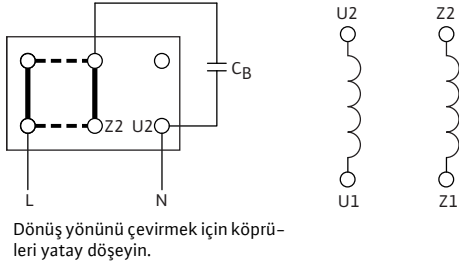 U2 Z2
C_B
Z2 U2
L N
U1 Z1
Dönüş yönünü çevirmek için köprü-
leri yatay döşeyin.